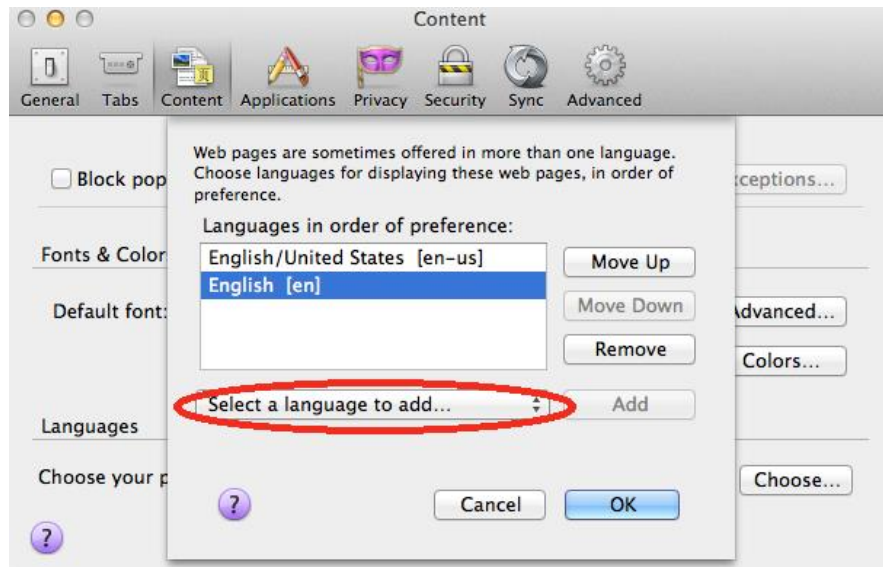 Content
General Tabs Content Applications Privacy Security Sync Advanced
Web pages are sometimes offered in more than one language.
Choose languages for displaying these web pages, in order of
preference.
Block pop
ceptions...
Languages in order of preference:
English/United States [en-us]
Move Up
Fonts & Color
English [en]
Default font:
Move Down
Advanced...
Remove
Colors...
Select a language to add...
Add
Languages
Choose your p
Choose...
?
Cancel
OK
?